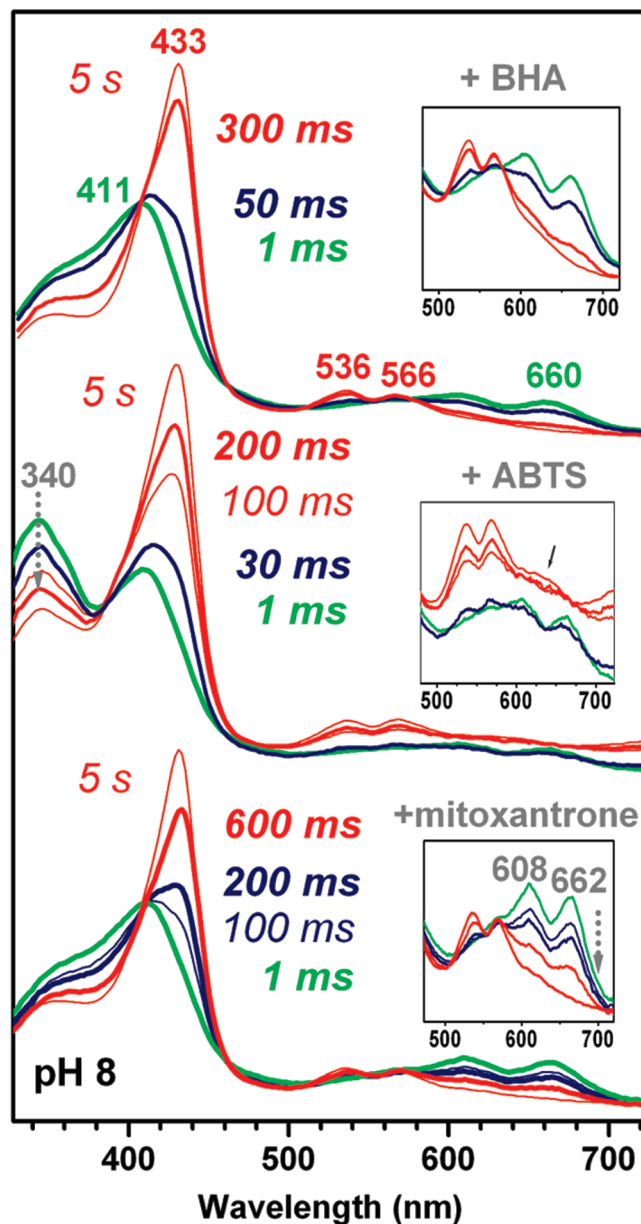 433
5 s
+ BHA
300 ms
411
50 ms
1 ms
500 600 700
536 566 660
5 s
200 ms
+ ABTS
340
100 ms
30 ms
1 ms
500 600 700
5 s
+mitoxantrone
600 ms
608 662
200 ms
100 ms
1 ms
500 600 700
pH 8
400 500 600 700
Wavelength (nm)